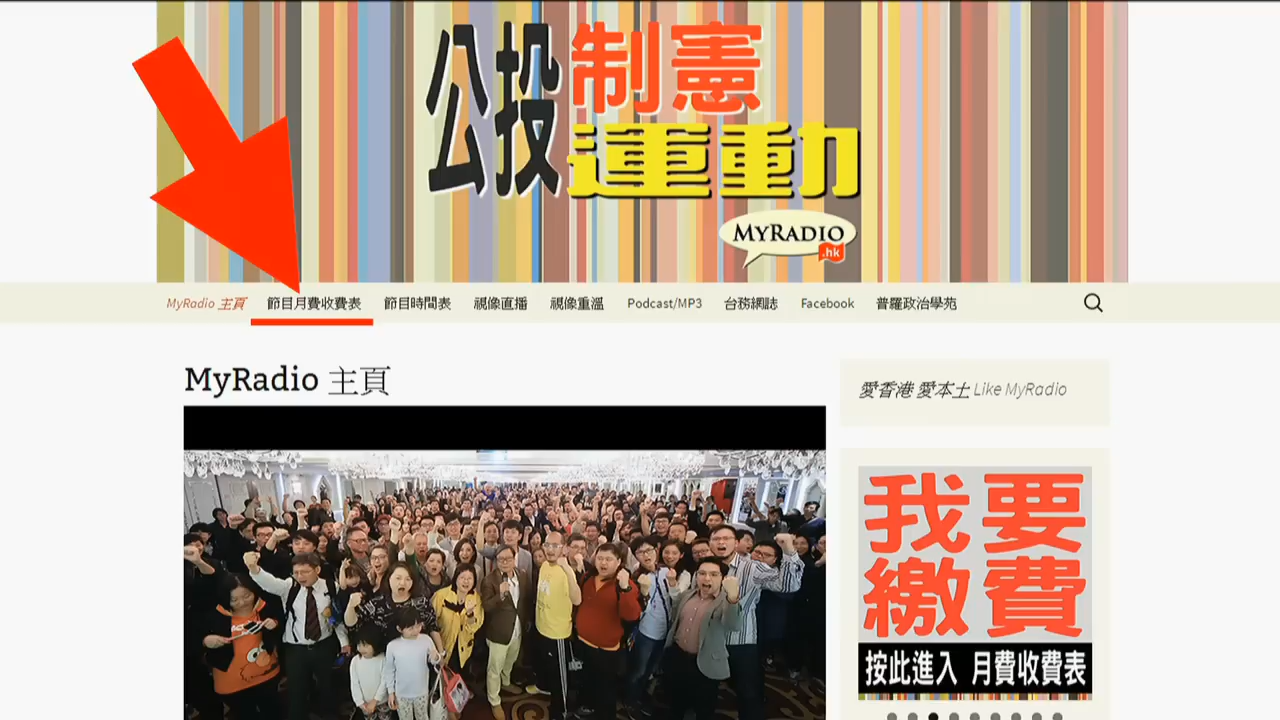 公投制憲
運動
MYRADIO
.hk
MyRadio 主頁 節目月費收費表 節目時間表 視像直播 視像重溫 Podcast/MP3 台務網誌 Facebook 普羅政治學苑
MyRadio 主頁
愛香港 愛本土 Like MyRadio
我要
繳費
按此進入 月費收費表